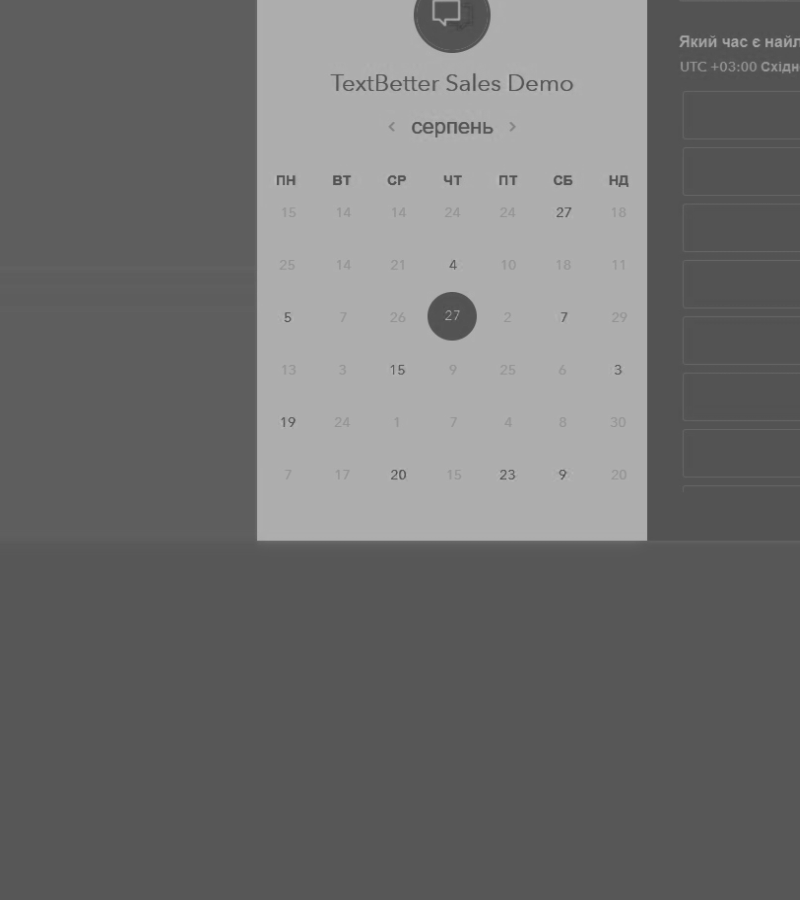 TextBetter Sales Demo
< серпень >
ПН ВТ СР ЧТ ПТ СБ НД
15 14 14 24 24 27 18
25 14 21 4 10 18 11
5 7 26 27 2 7 29
13 3 15 9 25 6 3
19 24 1 7 4 8 30
7 17 20 15 23 9 20
Який час є найл
UTC +03:00 Східн